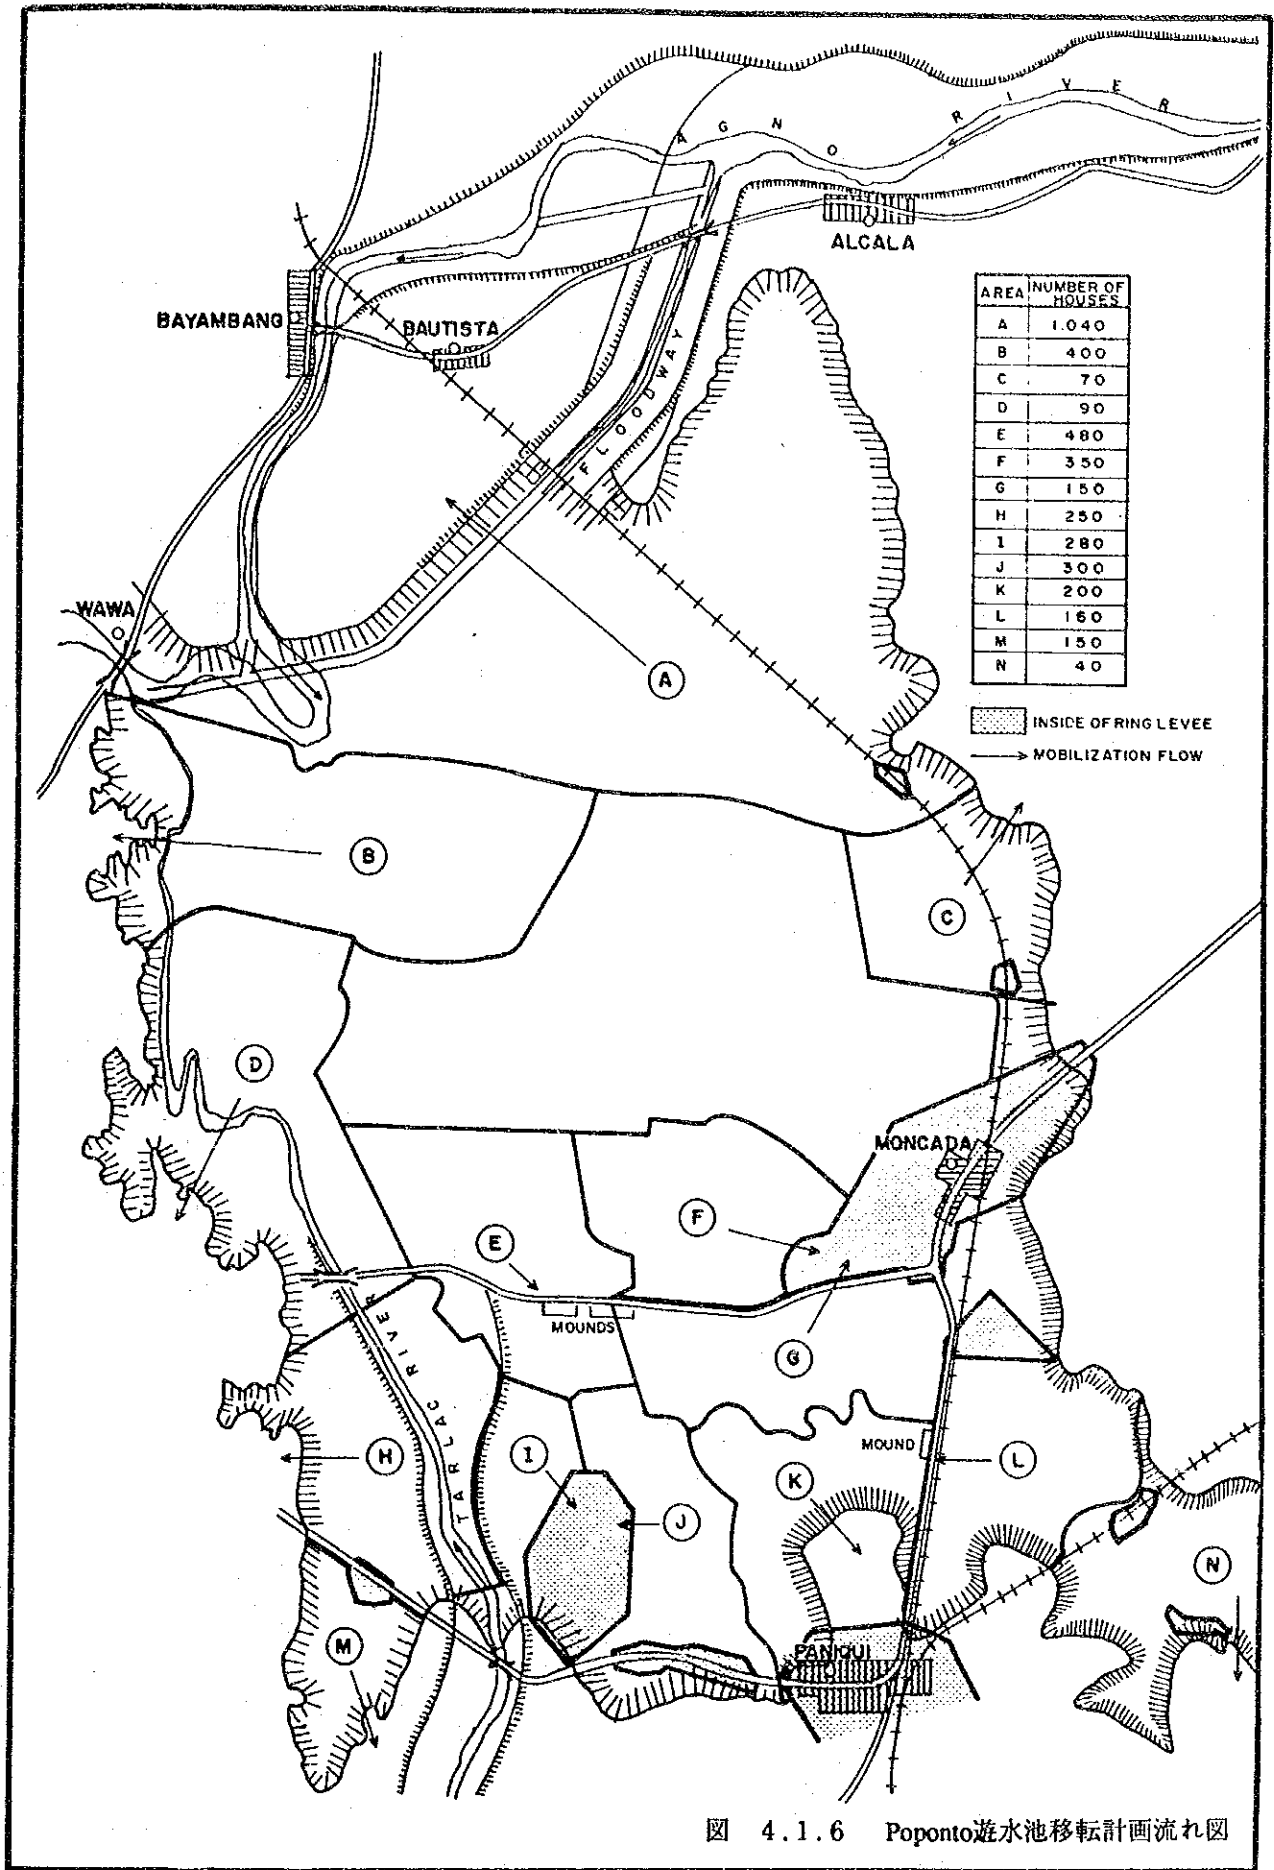 AGNO RIVER
ALCALA
BAYAMBANG
BAUTISTA
FLOODWAY
WAWA
AREA NUMBER OF HOUSES
A 1.040
B 400
C 70
D 90
E 480
F 350
G 150
H 250
I 280
J 300
K 200
L 160
M 150
N 40
INSIDE OF RING LEVEE
MOBILIZATION FLOW
A
B
C
D
MONCADA
F
E
MOUNDS
G
TARLAC RIVER
MOUND
H
I
L
K
J
N
M
PANIQUI
図 4.1.6 Poponto遊水池移転計画流れ図